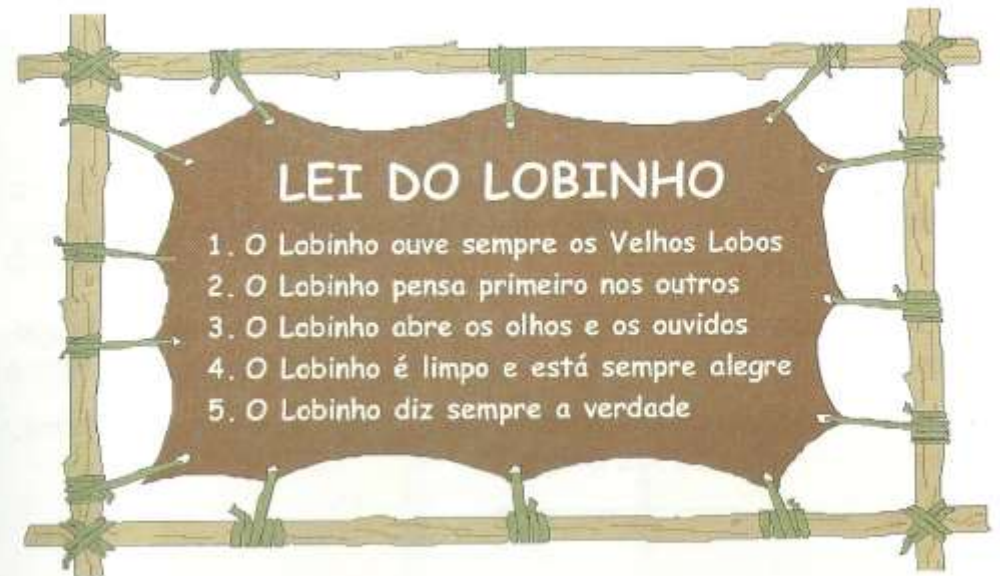 LEI DO LOBINHO
1. O Lobinho ouve sempre os Velhos Lobos
2. O Lobinho pensa primeiro nos outros
3. O Lobinho abre os olhos e os ouvidos
4. O Lobinho é limpo e está sempre alegre
5. O Lobinho diz sempre a verdade